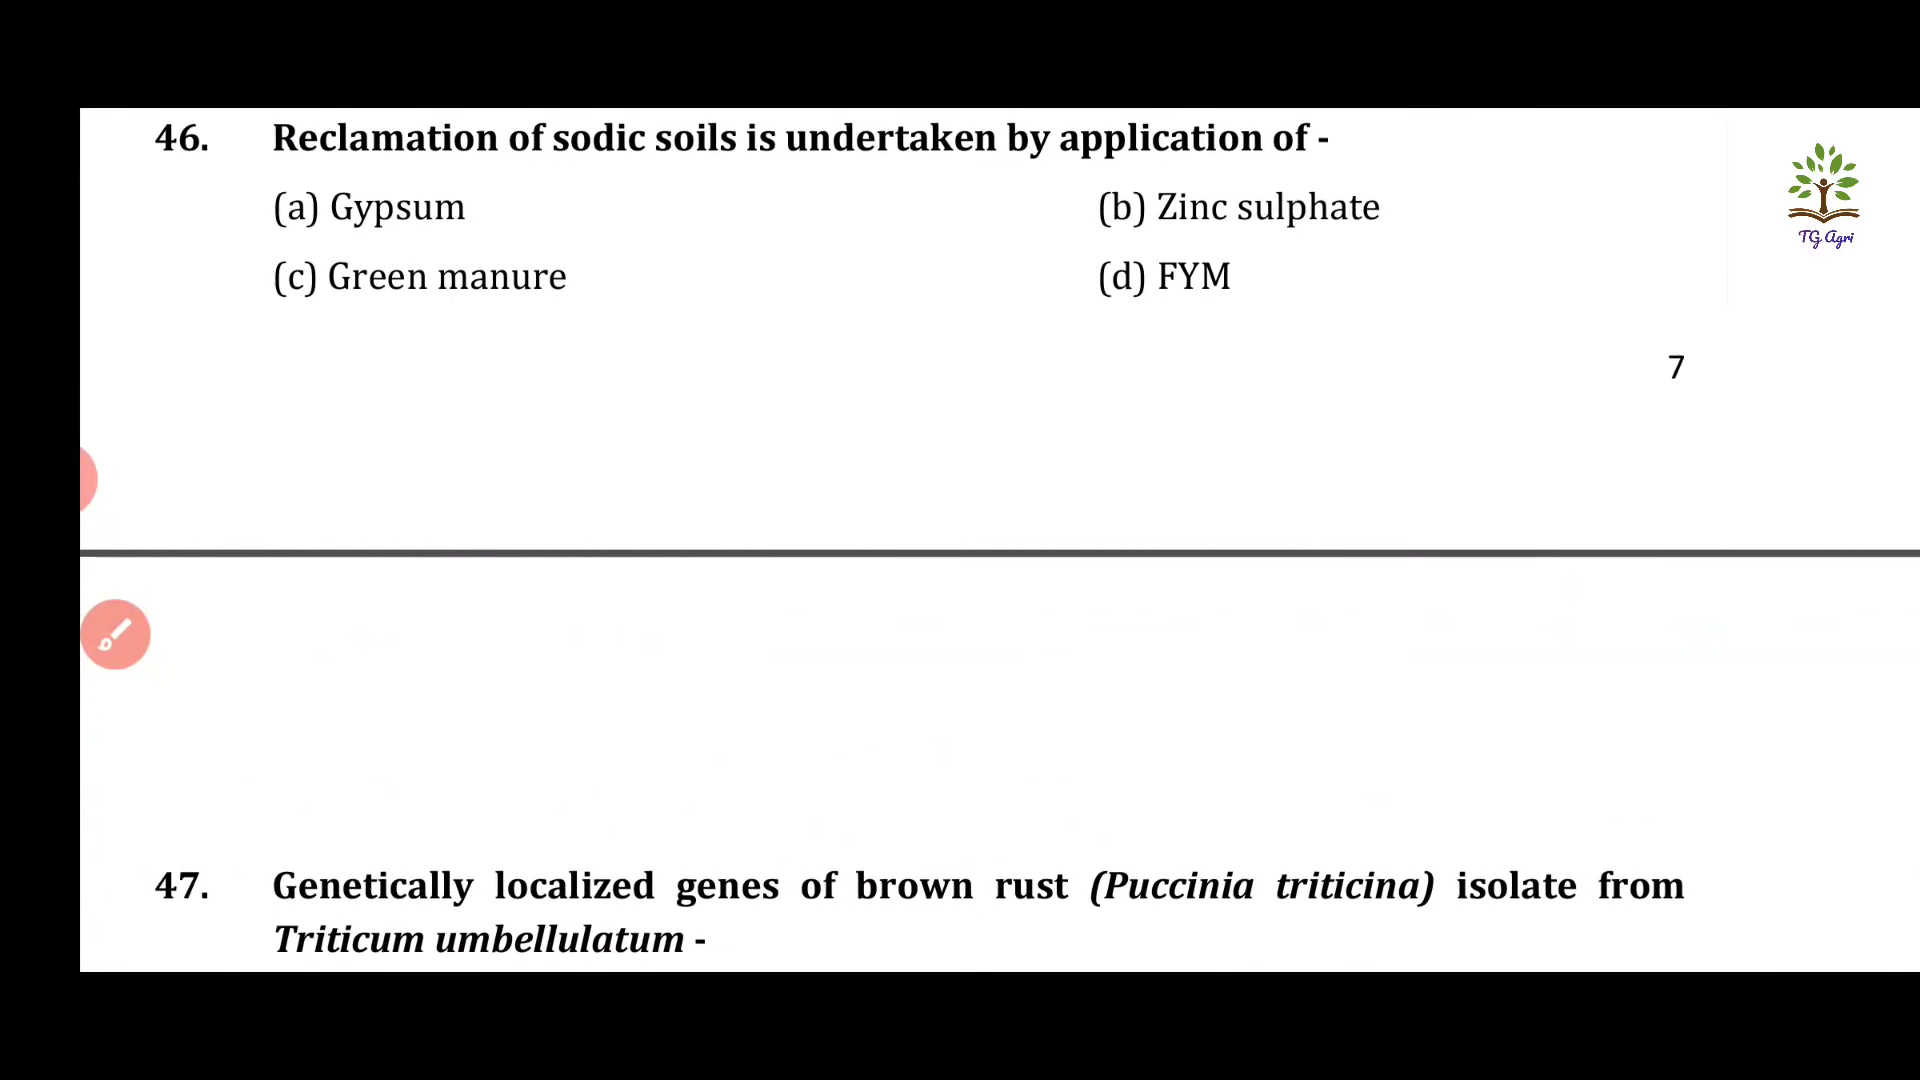 46. Reclamation of sodic soils is undertaken by application of -
(a) Gypsum (b) Zinc sulphate
(c) Green manure (d) FYM
TG Agri
7
47. Genetically localized genes of brown rust (Puccinia triticina) isolate from
Triticum umbellulatum -